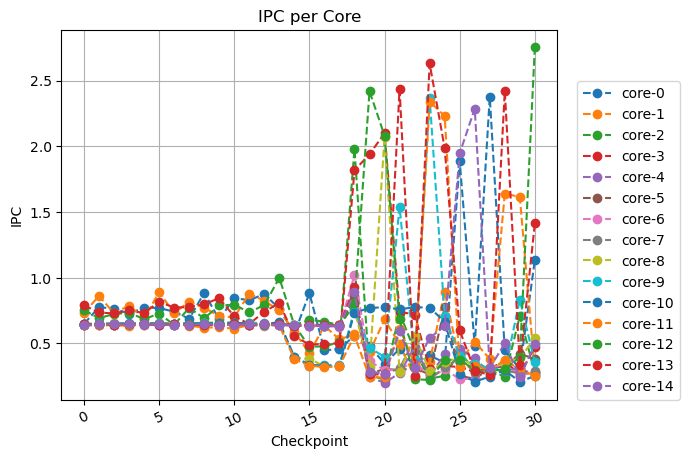 IPC per Core
IPC
2.5
2.0
1.5
1.0
0.5
0
5
10
15
20
25
30
Checkpoint
core-0
core-1
core-2
core-3
core-4
core-5
core-6
core-7
core-8
core-9
core-10
core-11
core-12
core-13
core-14